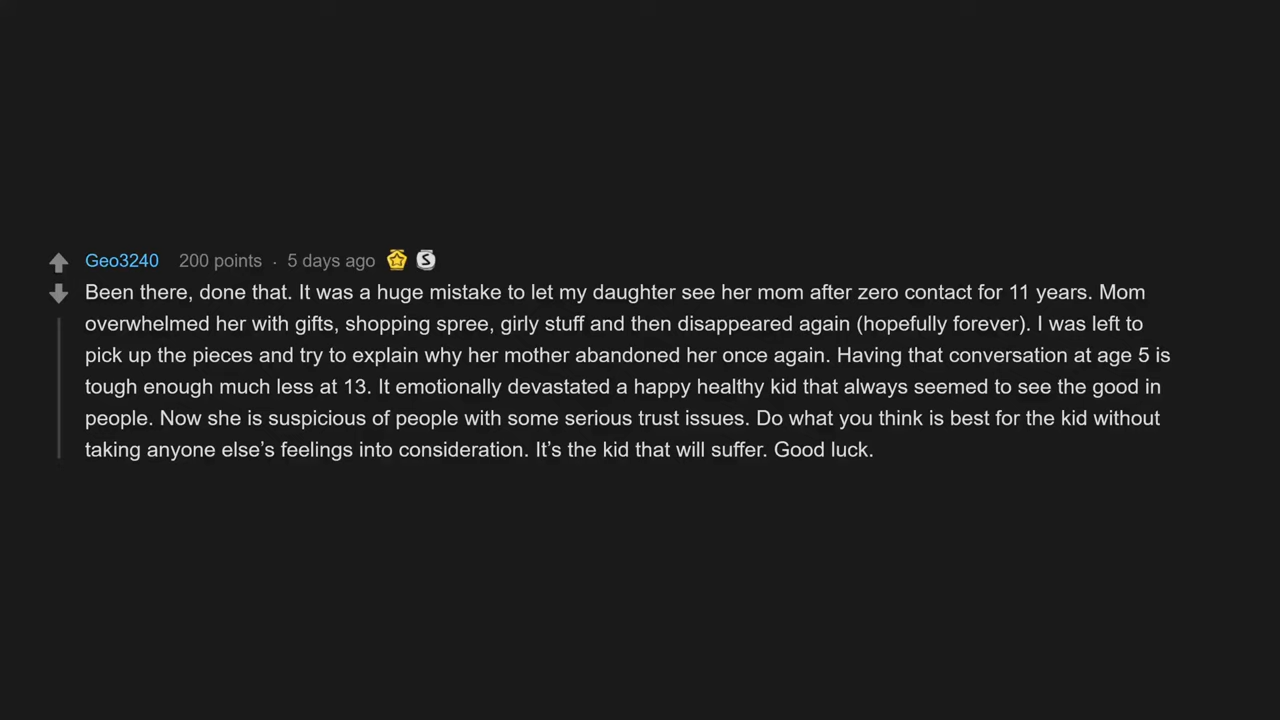 Geo3240 200 points · 5 days ago
Been there, done that. It was a huge mistake to let my daughter see her mom after zero contact for 11 years. Mom
overwhelmed her with gifts, shopping spree, girly stuff and then disappeared again (hopefully forever). I was left to
pick up the pieces and try to explain why her mother abandoned her once again. Having that conversation at age 5 is
tough enough much less at 13. It emotionally devastated a happy healthy kid that always seemed to see the good in
people. Now she is suspicious of people with some serious trust issues. Do what you think is best for the kid without
taking anyone else’s feelings into consideration. It’s the kid that will suffer. Good luck.